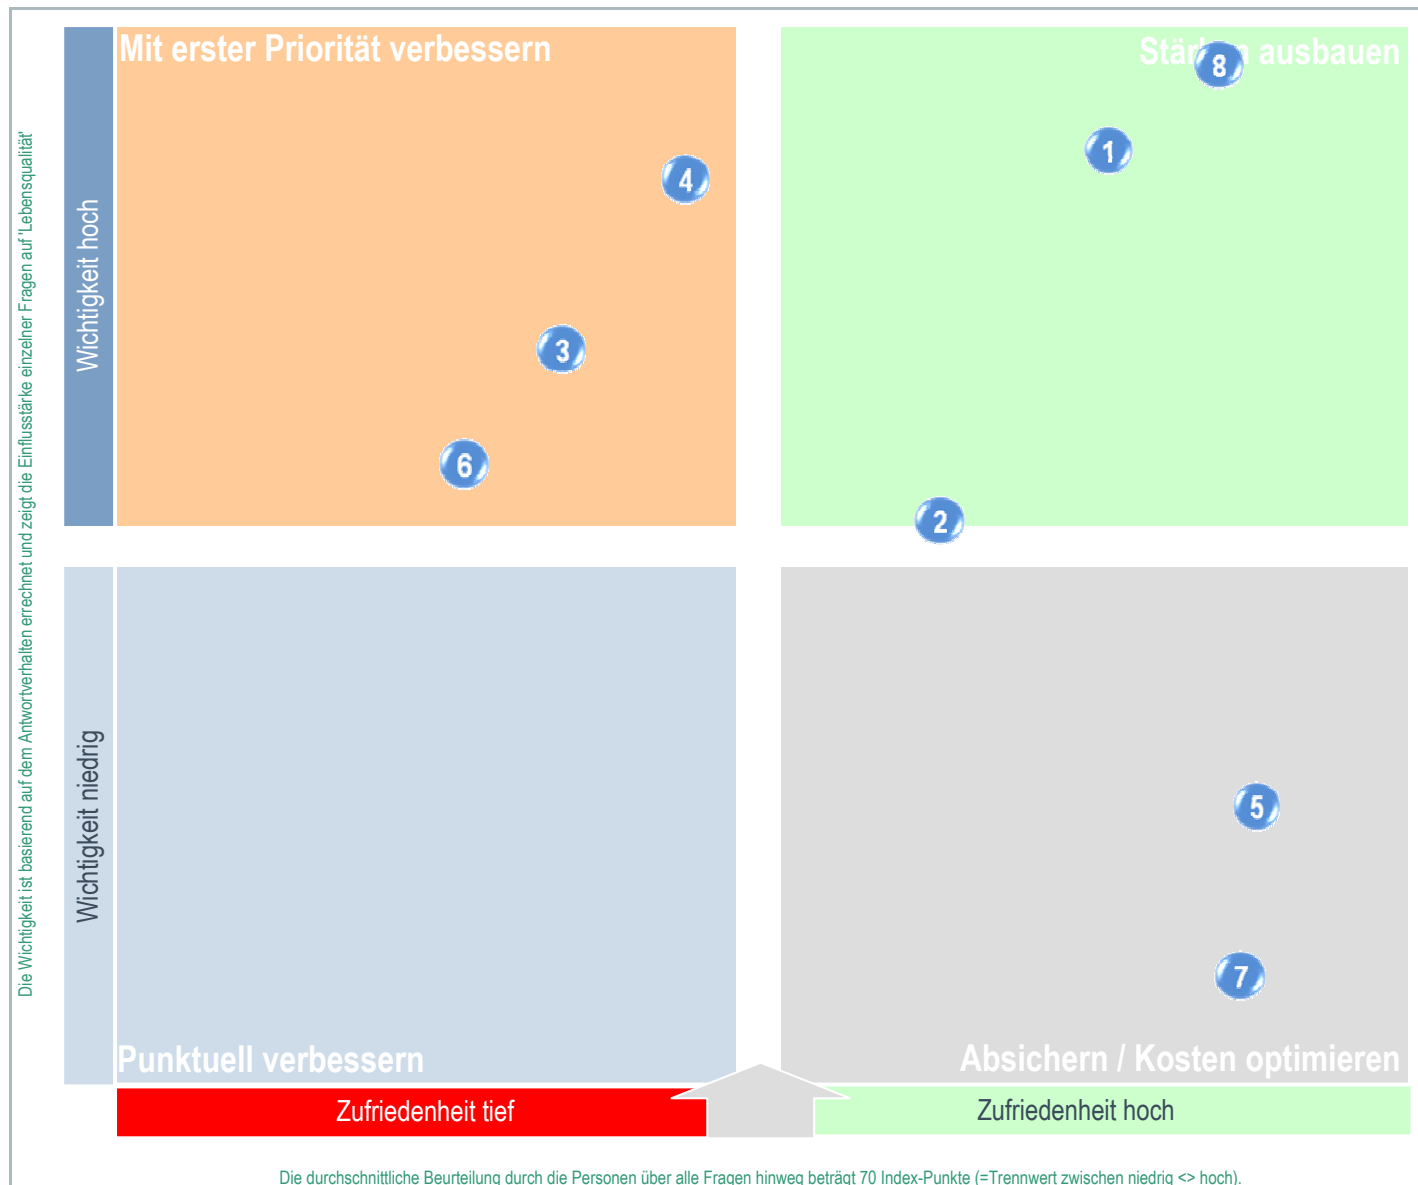 Mit erster Priorität verbessern
ausbauen
8
1
4
3
6
2
Wichtigkeit hoch
Die Wichtigkeit ist basierend auf dem Antwortverhalten errechnet und zeigt die Einflusstärke einzelner Fragen auf 'Lebensqualität'
Wichtigkeit niedrig
5
7
Punktuell verbessern
Absichern / Kosten optimieren
Zufriedenheit tief
Zufriedenheit hoch
Die durchschnittliche Beurteilung durch die Personen über alle Fragen hinweg beträgt 70 Index-Punkte (=Trennwert zwischen niedrig <> hoch).